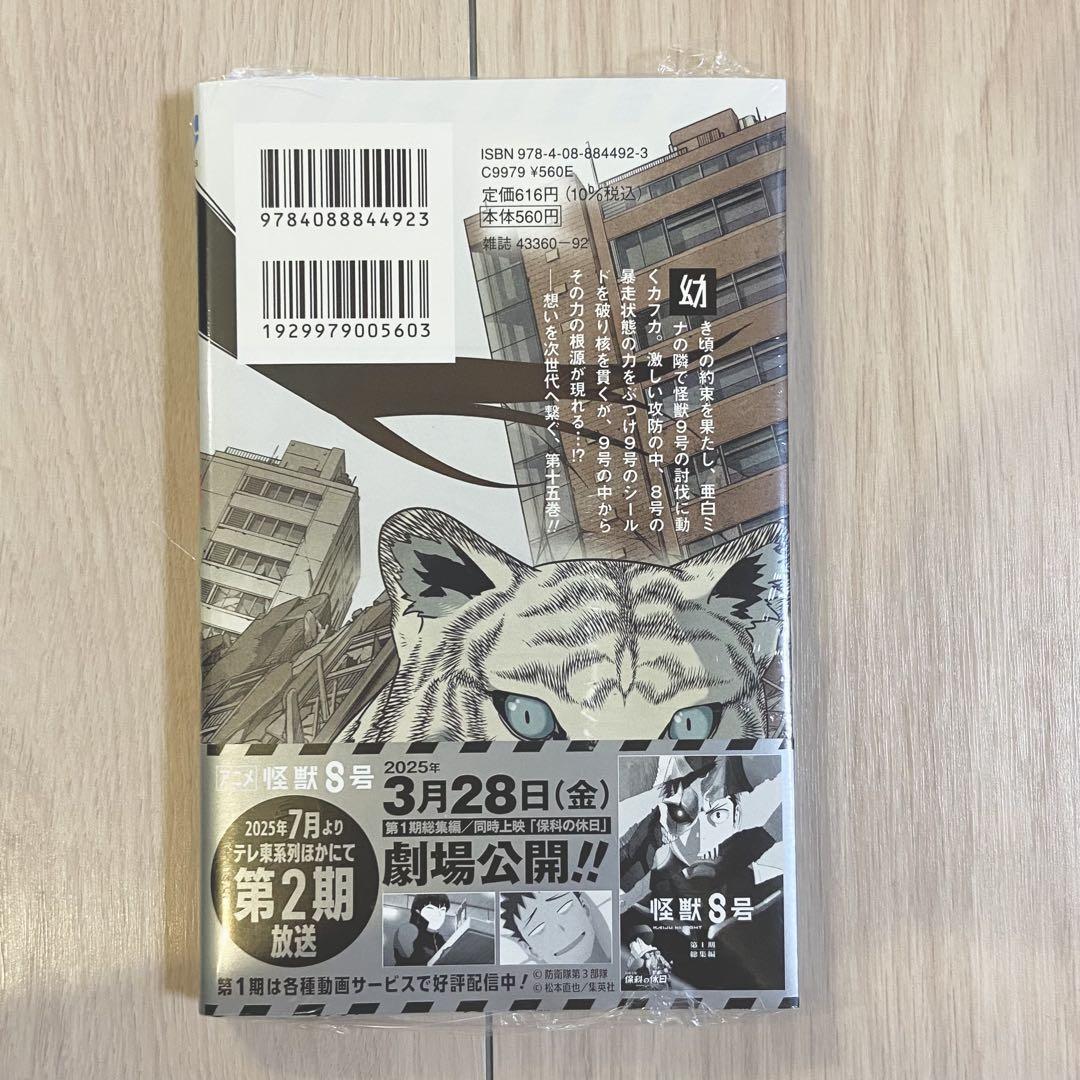 ISBN 978-4-08-884492-3
C9979 ¥560E
定価616円(10%税込)
本体560円
雑誌 43360-92
9784088844923
1929979005603
幼き頃の約束を果たし、亜白ミ
ナの隣で怪獣9号の討伐に動
くカフカ。激しい攻防の中、8号の
暴走状態の力をぶつけ9号のシール
ドを破り核を貫くが、9号の中から
その力の根源が現れる…!?
――想いを次世代へ繋ぐ、第十五巻!!
アニメ 怪獣8号
2025年7月より
テレ東系列ほかにて
第2期
放送
2025年
3月28日(金)
第1期総集編/同時上映「保科の休日」
劇場公開!!
第1期は各種動画サービスで好評配信中!
©防衛隊第3部隊
©松本直也/集英社
怪獣8号
第1期
総集編
保科の休日